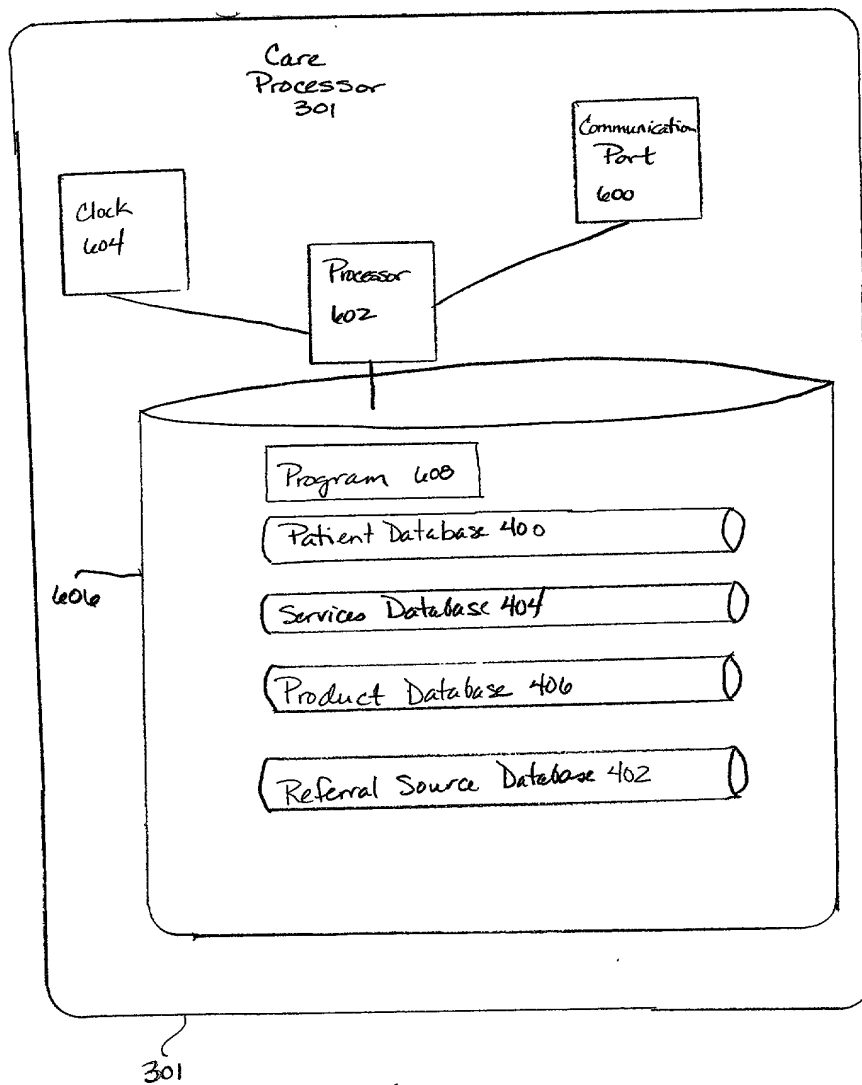 Care
Processor
301
Communication
Port
600
Clock
604
Processor
602
Program 608
Patient Database 400
Services Database 404
Product Database 406
Referral Source Database 402
606
301